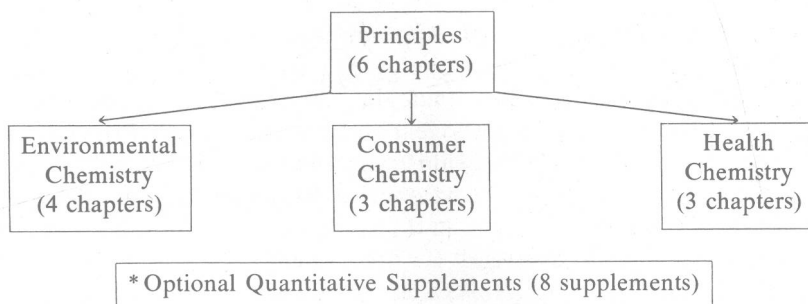 Principles
(6 chapters)
Environmental
Chemistry
(4 chapters)
Consumer
Chemistry
(3 chapters)
Health
Chemistry
(3 chapters)
*Optional Quantitative Supplements (8 supplements)